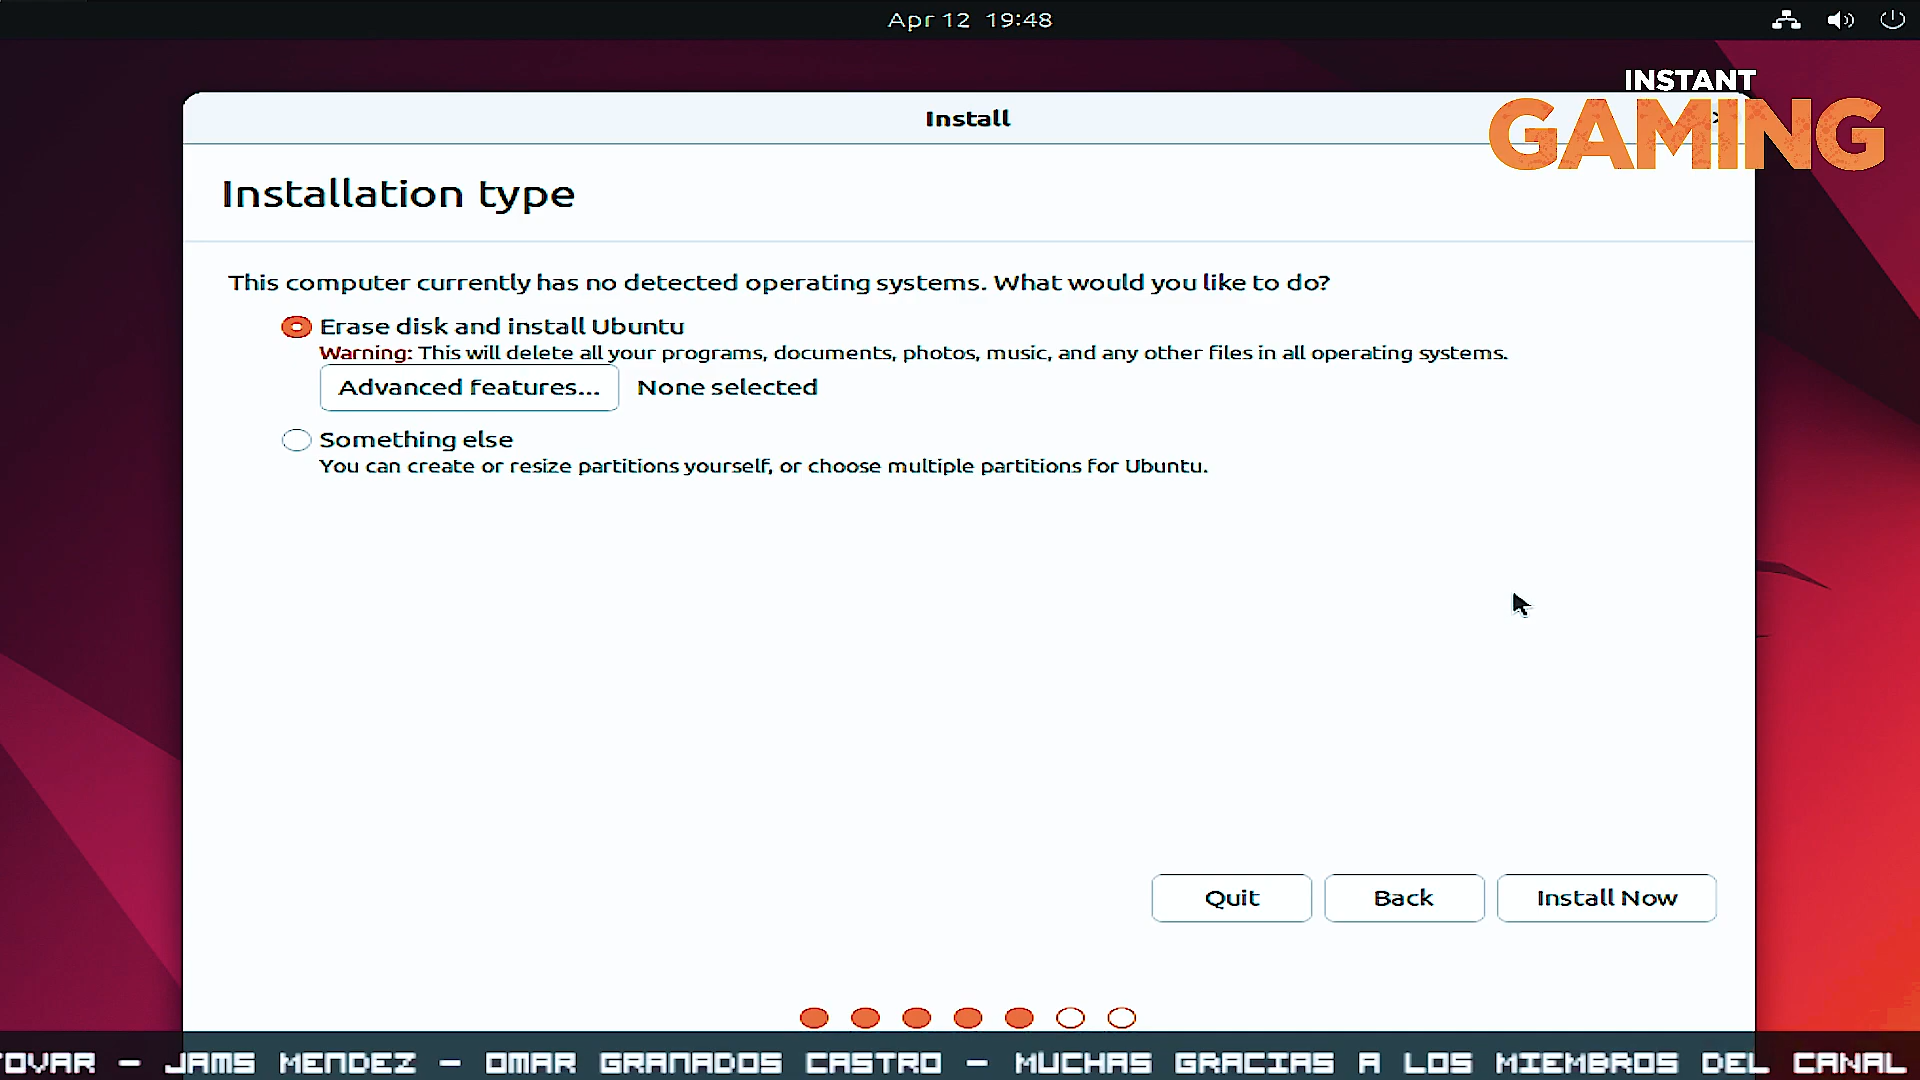 Apr 12 19:48
INSTANT
GAMING
Install
Installation type
This computer currently has no detected operating systems. What would you like to do?
Erase disk and install Ubuntu
Warning: This will delete all your programs, documents, photos, music, and any other files in all operating systems.
Advanced features... None selected
Something else
You can create or resize partitions yourself, or choose multiple partitions for Ubuntu.
Quit Back Install Now
OVAR - JAMS MENDEZ - OMAR GRANADOS CASTRO - MUCHAS GRACIAS A LOS MIEMBROS DEL CANAL